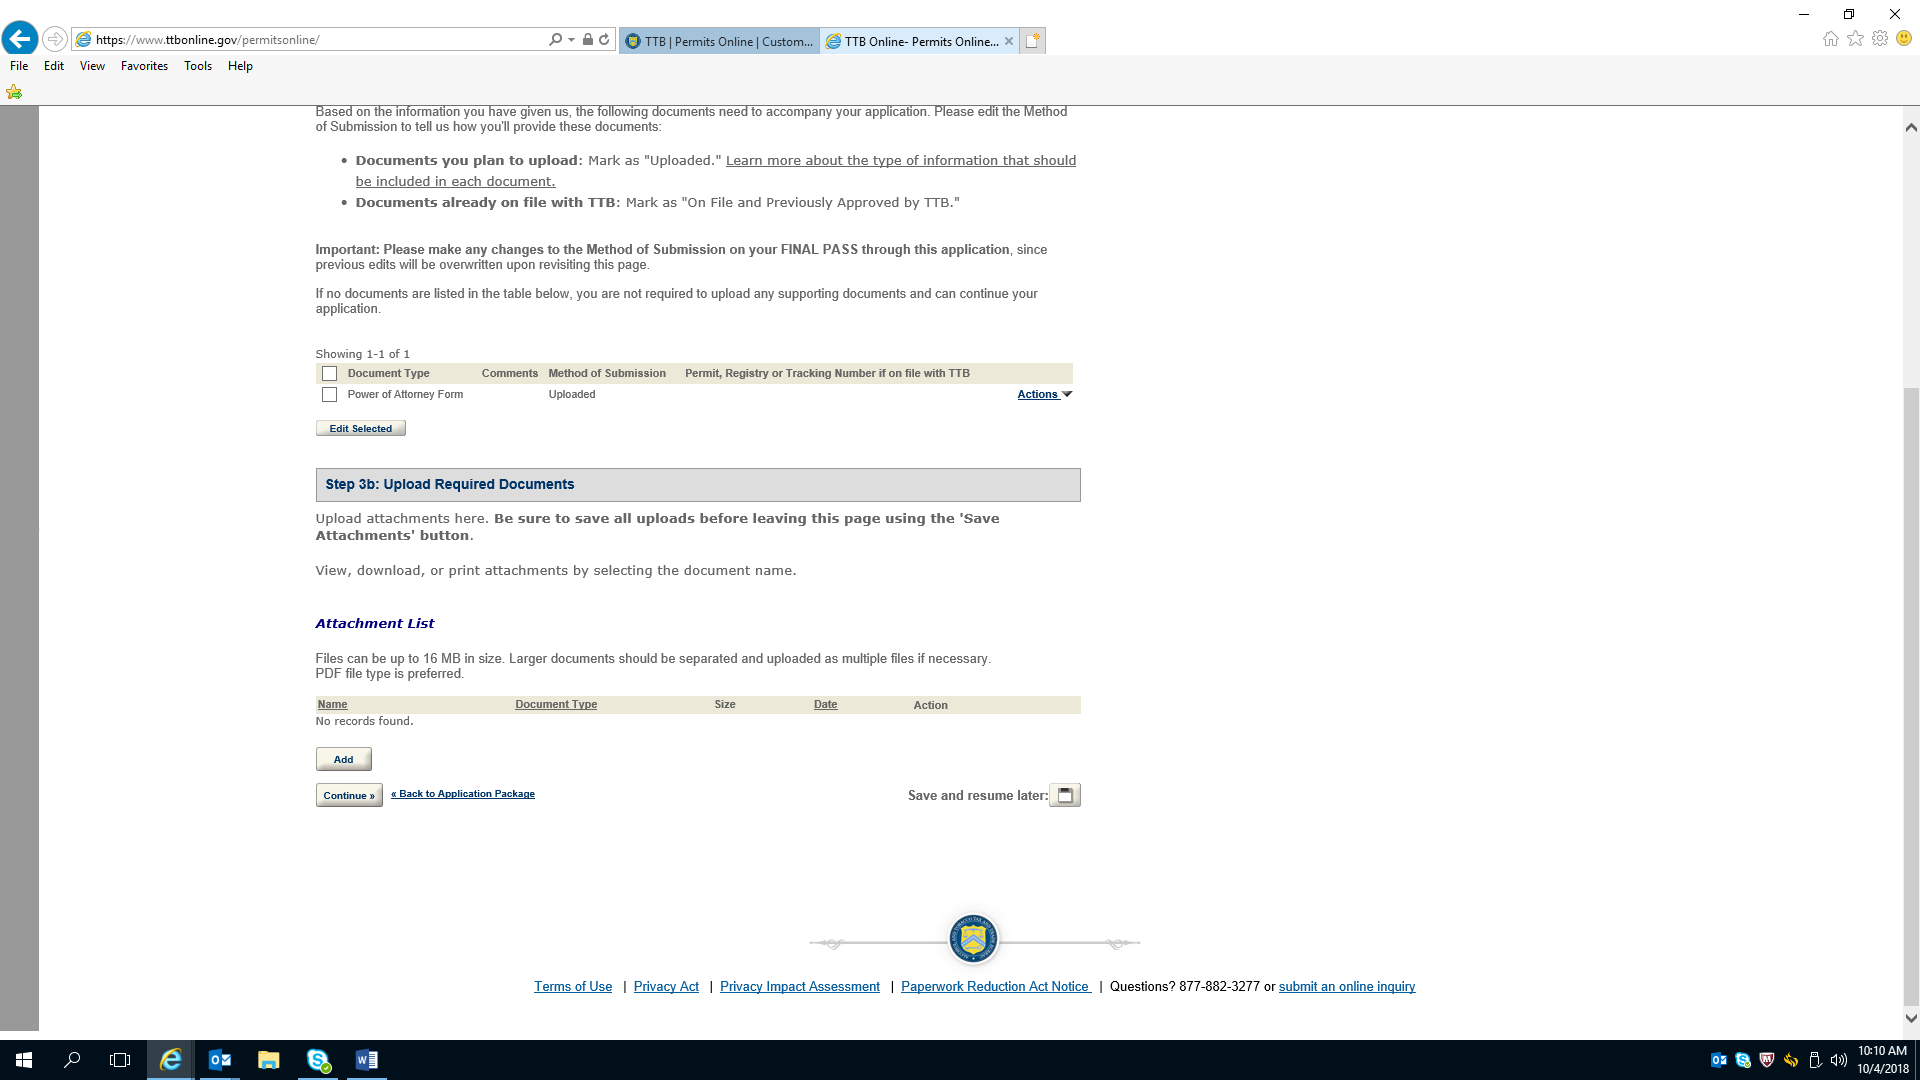 https://www.ttbonline.gov/permitsonline/
TTB | Permits Online | Custom...
TTB Online- Permits Online...
File Edit View Favorites Tools Help
Based on the information you have given us, the following documents need to accompany your application. Please edit the Method
of Submission to tell us how you'll provide these documents:
• Documents you plan to upload: Mark as "Uploaded." Learn more about the type of information that should
be included in each document.
• Documents already on file with TTB: Mark as "On File and Previously Approved by TTB."
Important: Please make any changes to the Method of Submission on your FINAL PASS through this application, since
previous edits will be overwritten upon revisiting this page.
If no documents are listed in the table below, you are not required to upload any supporting documents and can continue your
application.
Showing 1-1 of 1
Document Type Comments Method of Submission Permit, Registry or Tracking Number if on file with TTB
Power of Attorney Form Uploaded Actions
Edit Selected
Step 3b: Upload Required Documents
Upload attachments here. Be sure to save all uploads before leaving this page using the 'Save
Attachments' button.
View, download, or print attachments by selecting the document name.
Attachment List
Files can be up to 16 MB in size. Larger documents should be separated and uploaded as multiple files if necessary.
PDF file type is preferred.
Name Document Type Size Date Action
No records found.
Add
Continue » « Back to Application Package Save and resume later:
Terms of Use | Privacy Act | Privacy Impact Assessment | Paperwork Reduction Act Notice | Questions? 877-882-3277 or submit an online inquiry
10:10 AM
10/4/2018